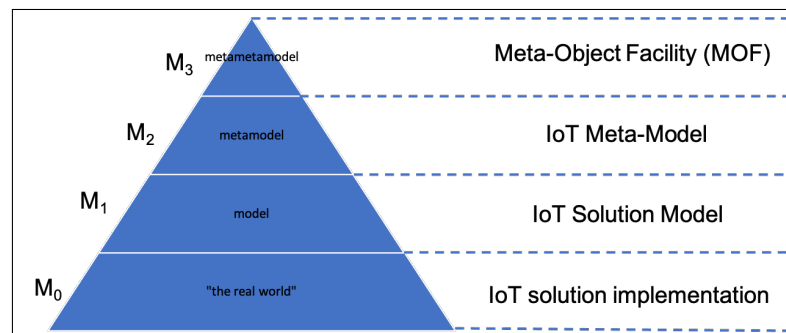 M3
metametamodel
Meta-Object Facility (MOF)
M2
metamodel
IoT Meta-Model
M1
model
IoT Solution Model
M0
"the real world"
IoT solution implementation